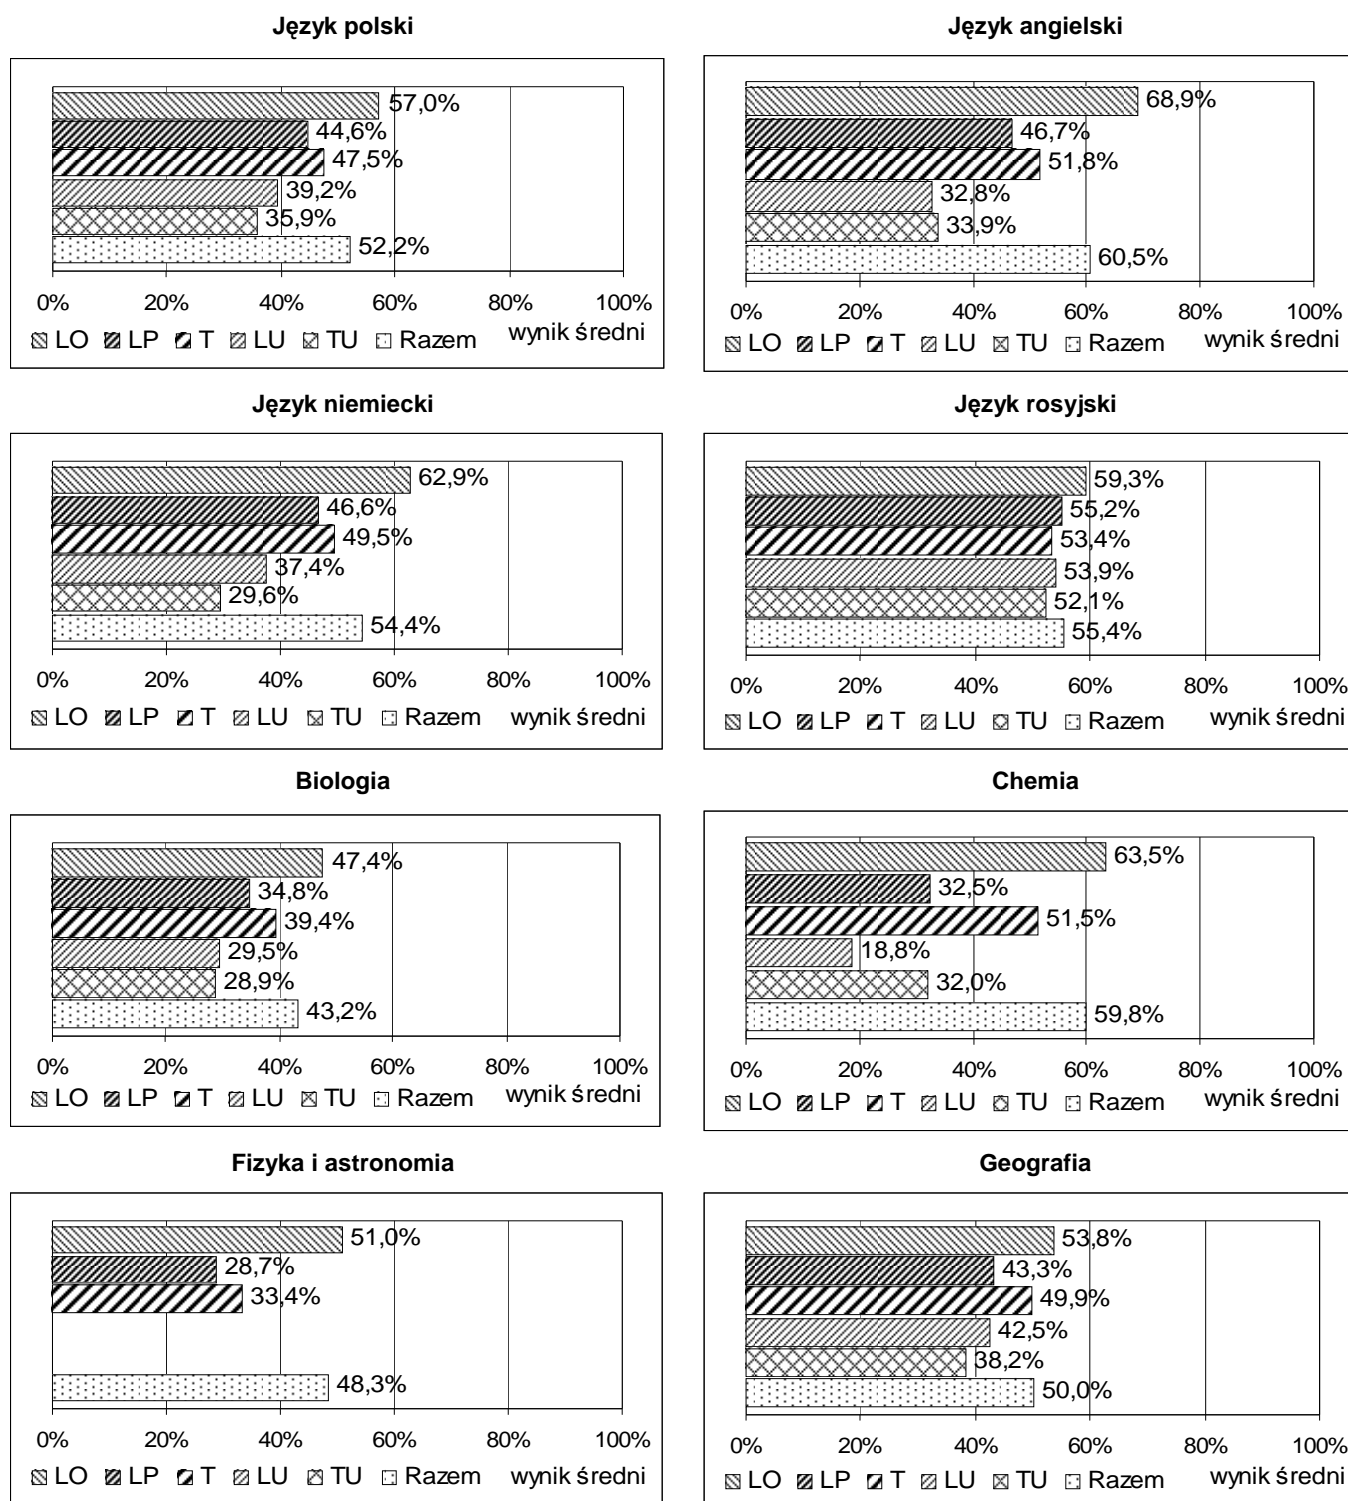 Język polski
57,0%
44,6%
47,5%
39,2%
35,9%
52,2%
0% 20% 40% 60% 80% 100%
LO LP T LU TU Razem wynik średni
Język angielski
68,9%
46,7%
51,8%
32,8%
33,9%
60,5%
0% 20% 40% 60% 80% 100%
LO LP T LU TU Razem wynik średni
Język niemiecki
62,9%
46,6%
49,5%
37,4%
29,6%
54,4%
0% 20% 40% 60% 80% 100%
LO LP T LU TU Razem wynik średni
Język rosyjski
59,3%
55,2%
53,4%
53,9%
52,1%
55,4%
0% 20% 40% 60% 80% 100%
LO LP T LU TU Razem wynik średni
Biologia
47,4%
34,8%
39,4%
29,5%
28,9%
43,2%
0% 20% 40% 60% 80% 100%
LO LP T LU TU Razem wynik średni
Chemia
63,5%
32,5%
51,5%
18,8%
32,0%
59,8%
0% 20% 40% 60% 80% 100%
LO LP T LU TU Razem wynik średni
Fizyka i astronomia
51,0%
28,7%
33,4%
48,3%
0% 20% 40% 60% 80% 100%
LO LP T LU TU Razem wynik średni
Geografia
53,8%
43,3%
49,9%
42,5%
38,2%
50,0%
0% 20% 40% 60% 80% 100%
LO LP T LU TU Razem wynik średni